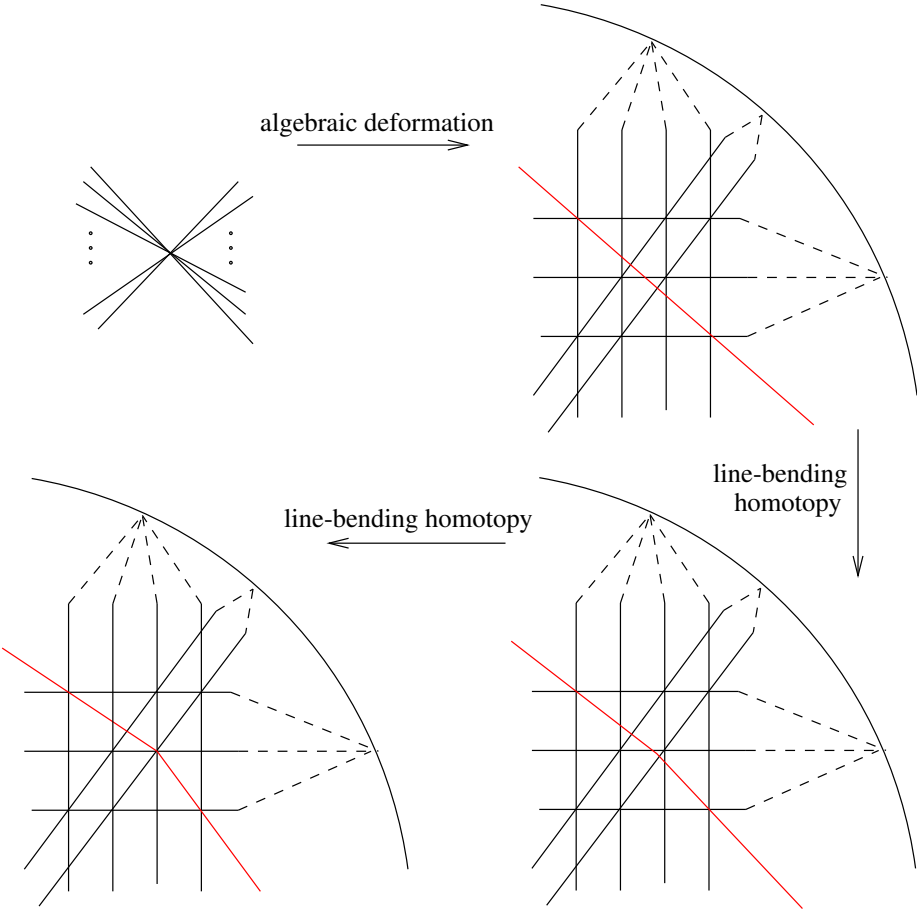 algebraic deformation
line-bending
homotopy
line-bending homotopy